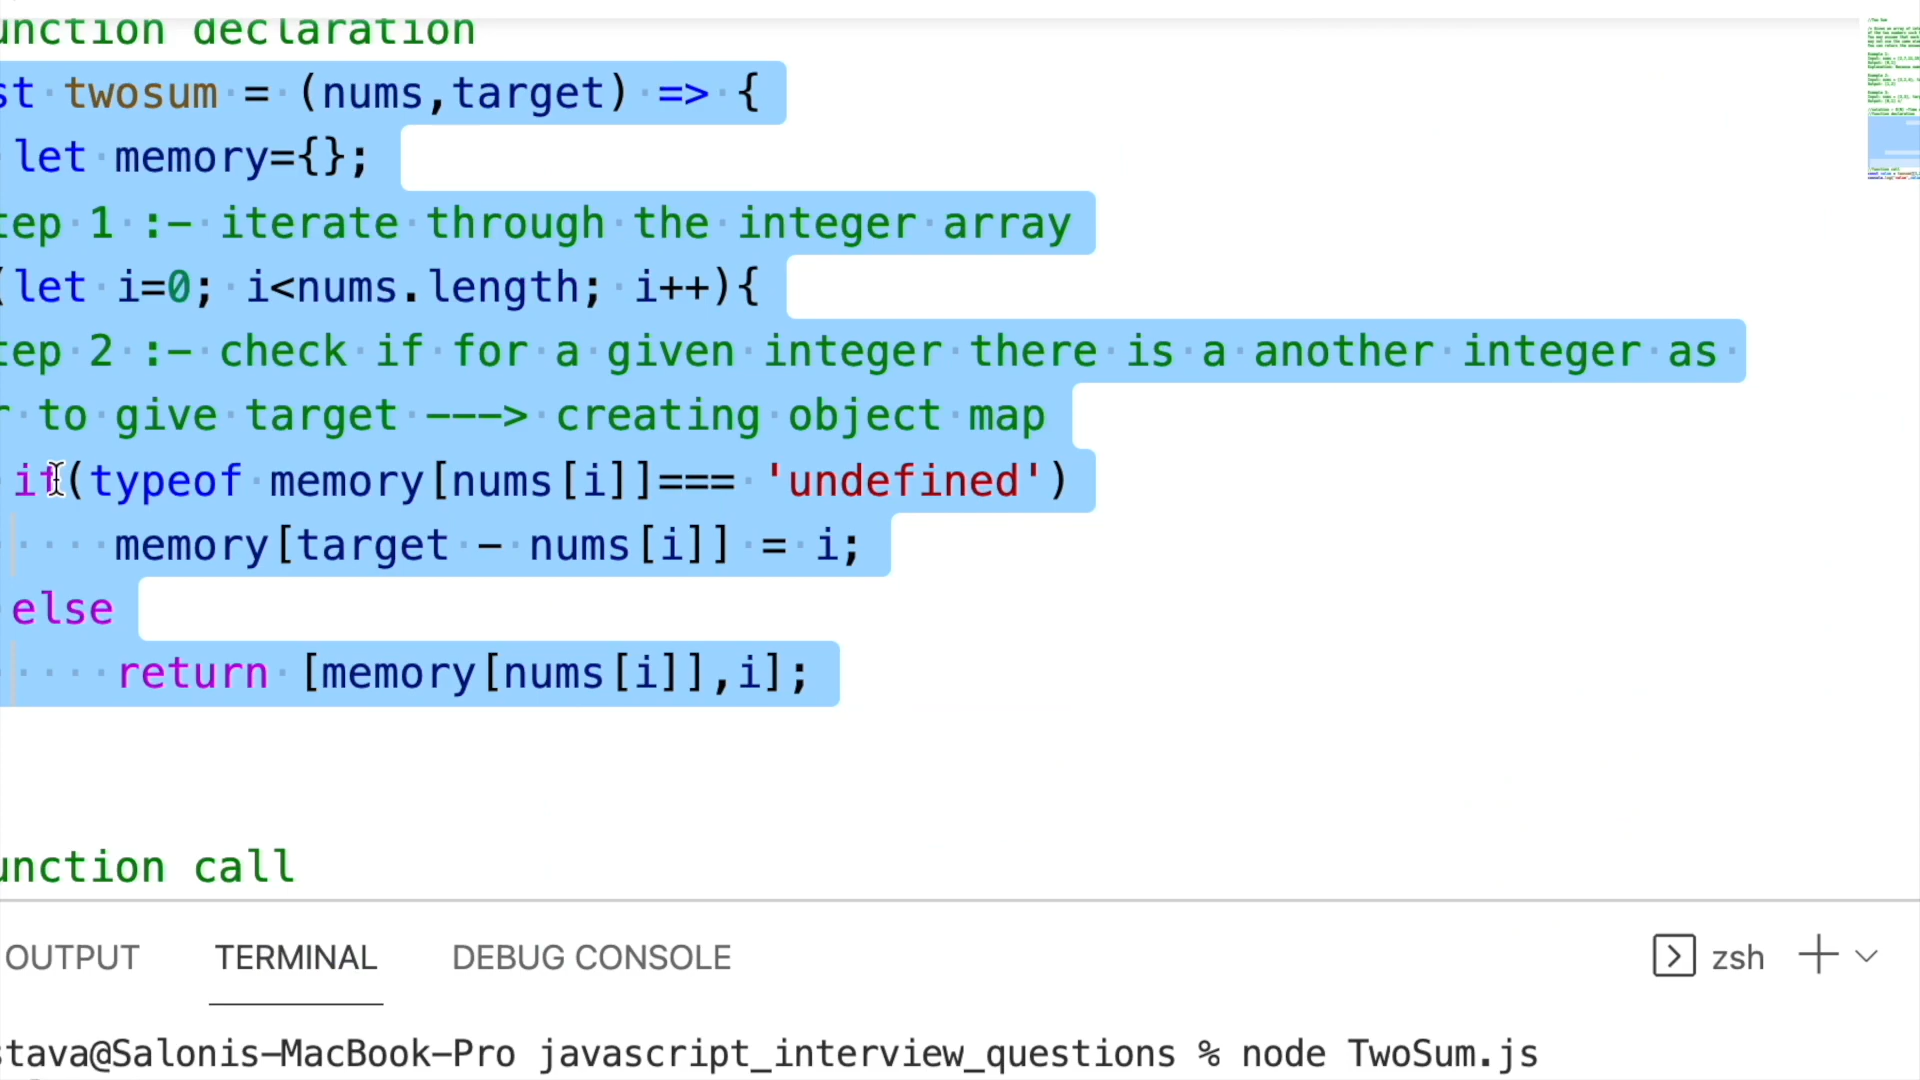 unction declaration
st twosum = (nums,target) => {
let memory={};
tep 1 :- iterate through the integer array
(let i=0; i<nums.length; i++){
tep 2 :- check if for a given integer there is a another integer as
r to give target ---> creating object map
if(typeof memory[nums[i]]=== 'undefined')
memory[target - nums[i]] = i;
else
return [memory[nums[i]],i];
unction call
OUTPUT TERMINAL DEBUG CONSOLE zsh
stava@Salonis-MacBook-Pro javascript_interview_questions % node TwoSum.js